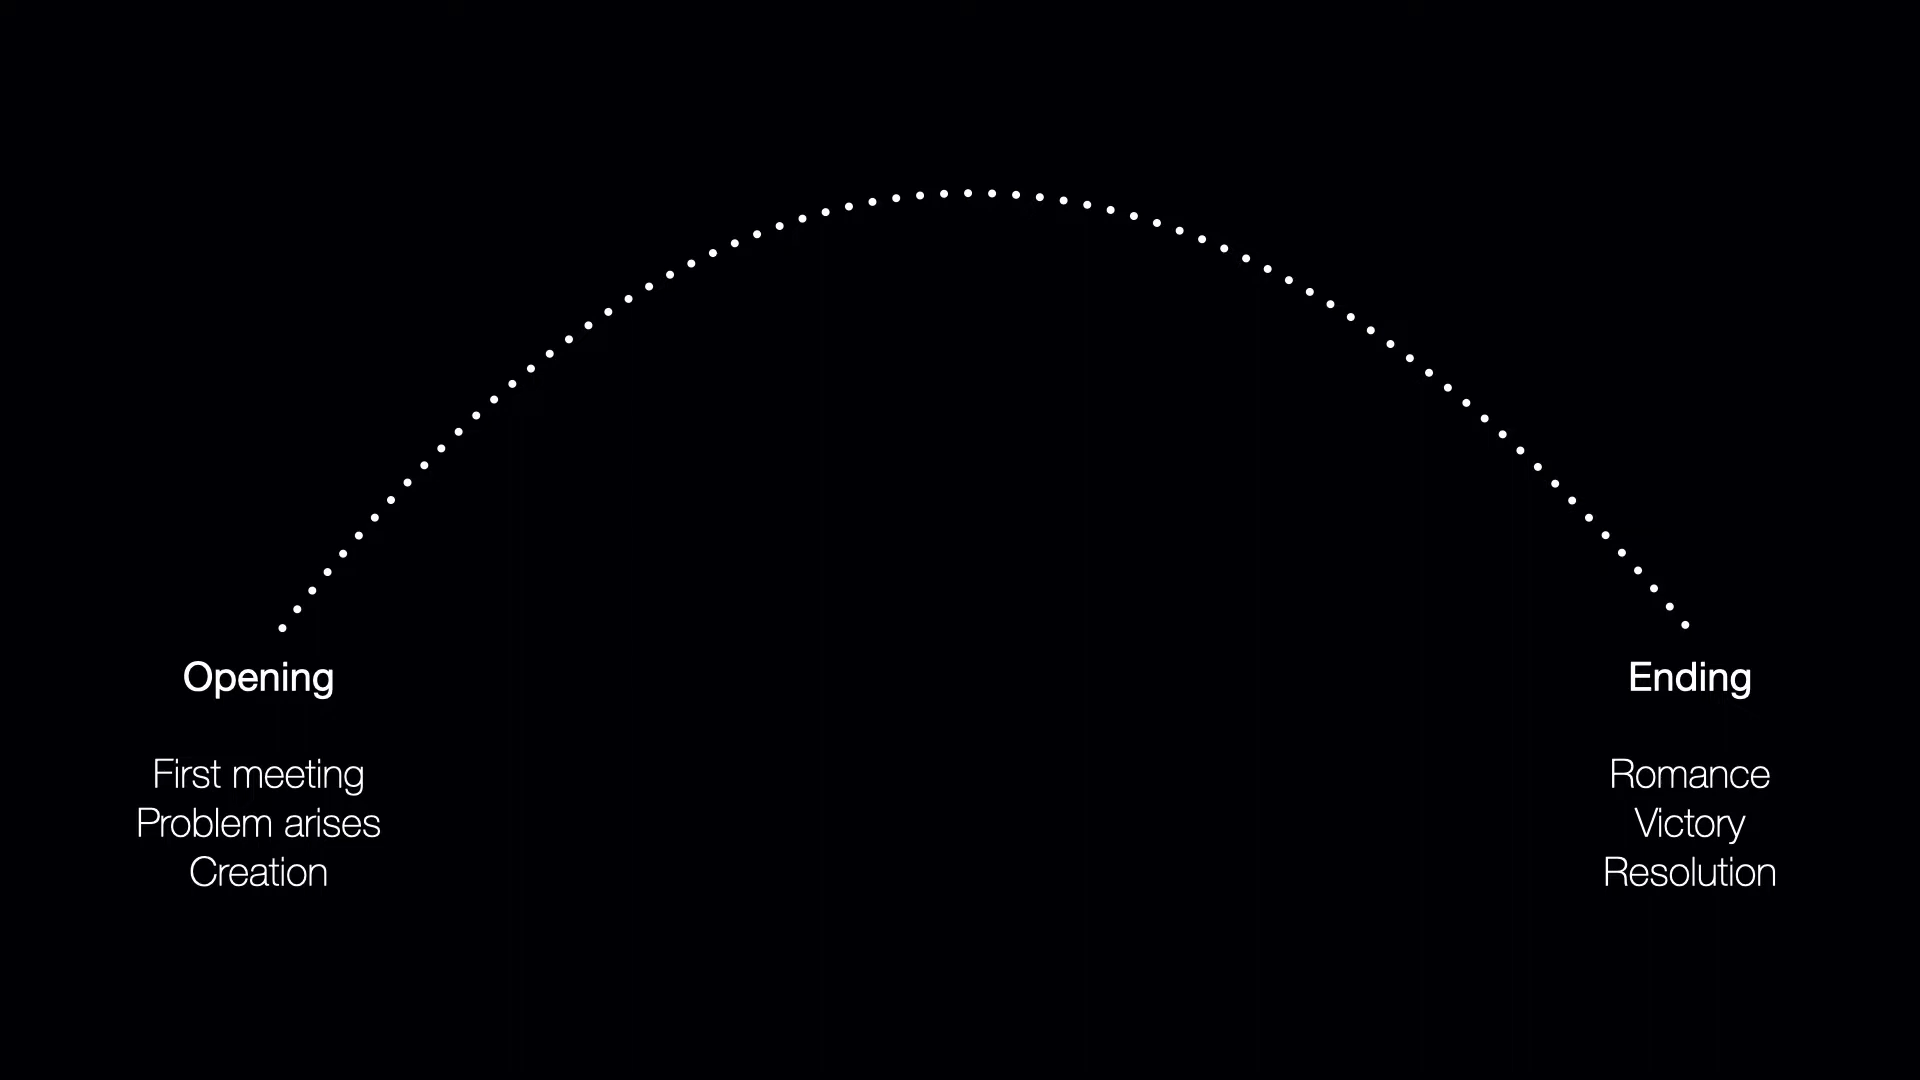 Opening
First meeting
Problem arises
Creation
Ending
Romance
Victory
Resolution